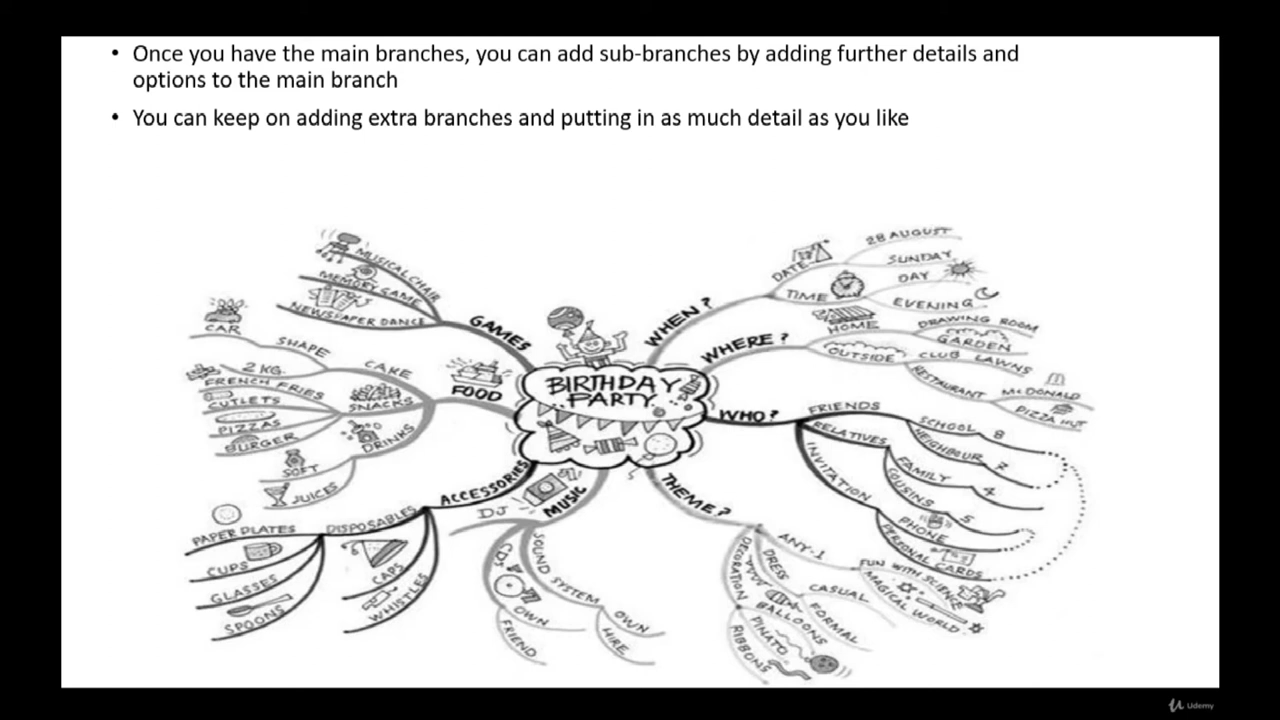 • Once you have the main branches, you can add sub-branches by adding further details and
options to the main branch
• You can keep on adding extra branches and putting in as much detail as you like
BIRTHDAY
PARTY
GAMES
MUSICAL CHAIR
MEMORY GAME
NEWSPAPER DANCE
FOOD
CAKE
SHAPE
CAR
2 KG.
SNACKS
FRENCH FRIES
CUTLETS
PIZZAS
BURGER
DRINKS
SOFT
JUICES
ACCESSORIES
DISPOSABLES
PAPER PLATES
CUPS
GLASSES
SPOONS
CAPS
WHISTLES
MUSIC
DJ
CDS
OWN
FRIEND
SOUND SYSTEM
OWN
HIRE
WHEN?
DATE
28 AUGUST
SUNDAY
TIME
DAY
EVENING
WHERE?
HOME
DRAWING ROOM
GARDEN
OUTSIDE
CLUB LAWNS
RESTAURANT
McDONALD
PIZZA HUT
WHO?
FRIENDS
SCHOOL 8
NEIGHBOUR 7
RELATIVES
FAMILY 4
COUSINS 5
INVITATION
PHONE
PERSONAL CARDS
THEME?
ANY-1
FUN WITH SCIENCE
MAGICAL WORLD
DRESS
CASUAL
FORMAL
DECORATION
BALLOONS
PINATO
RIBBONS
Udemy